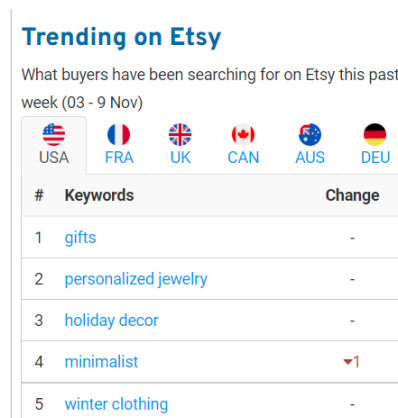 Trending on Etsy
What buyers have been searching for on Etsy this past
week (03 - 9 Nov)
USA FRA UK CAN AUS DEU
# Keywords Change
1 gifts -
2 personalized jewelry -
3 holiday decor -
4 minimalist ▼1
5 winter clothing -